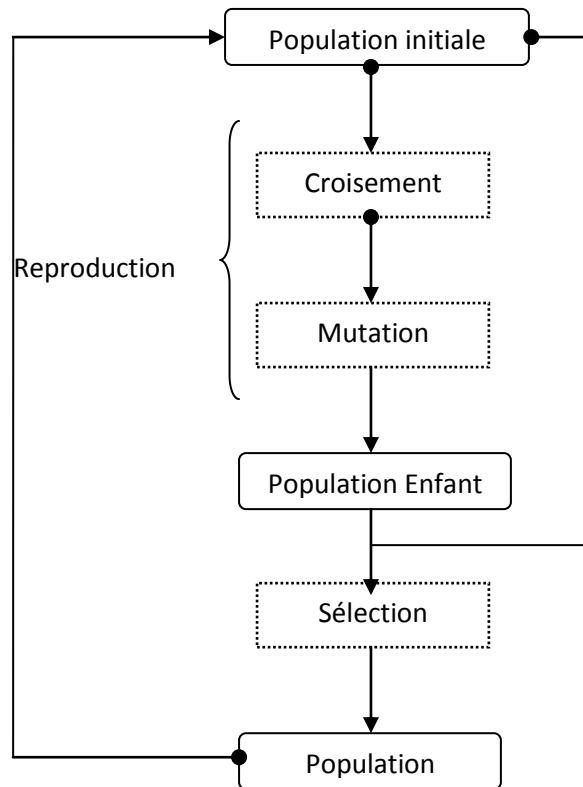 Population initiale
Croisement
Reproduction
Mutation
Population Enfant
Sélection
Population